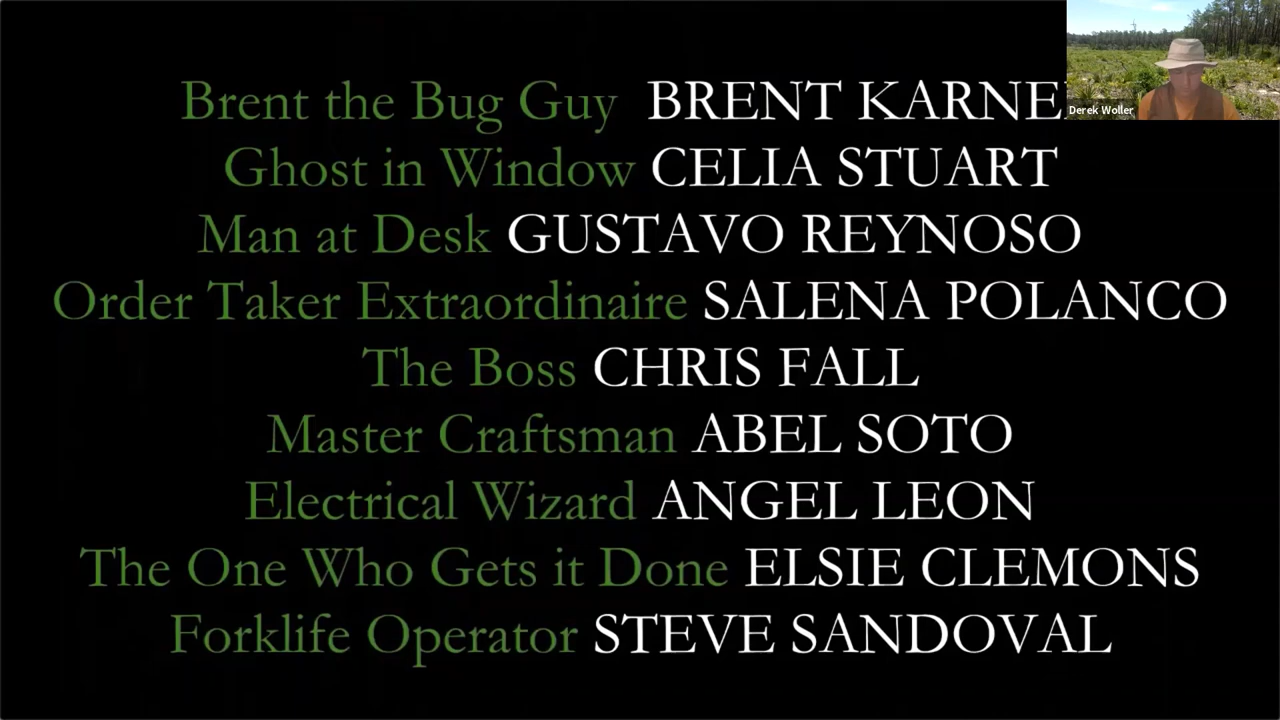 Brent the Bug Guy BRENT KARNE
Ghost in Window CELIA STUART
Man at Desk GUSTAVO REYNOSO
Order Taker Extraordinaire SALENA POLANCO
The Boss CHRIS FALL
Master Craftsman ABEL SOTO
Electrical Wizard ANGEL LEON
The One Who Gets it Done ELSIE CLEMONS
Forklife Operator STEVE SANDOVAL
Derek Woller